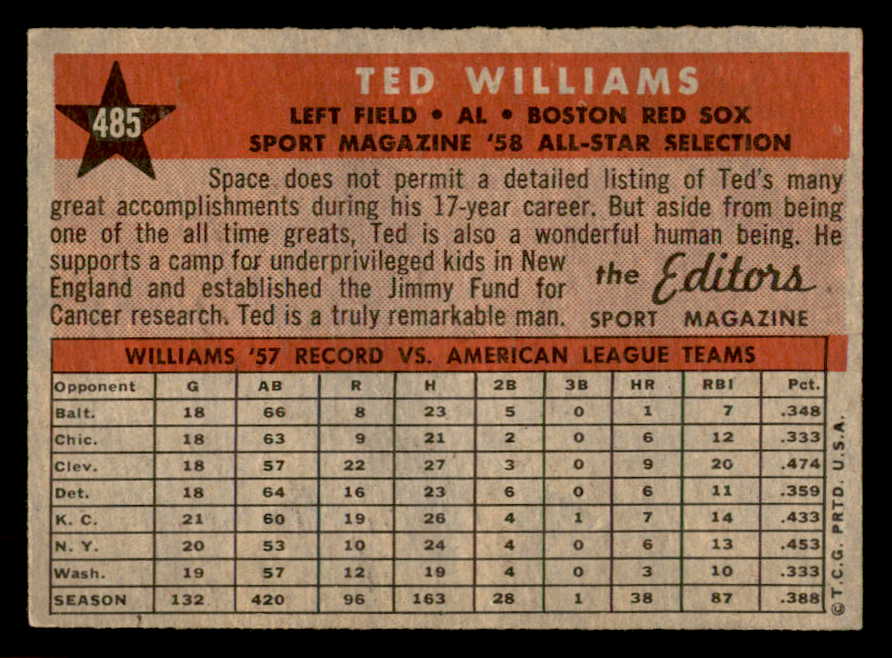 485
TED WILLIAMS
LEFT FIELD • AL • BOSTON RED SOX
SPORT MAGAZINE '58 ALL-STAR SELECTION
Space does not permit a detailed listing of Ted's many
great accomplishments during his 17-year career. But aside from being
one of the all time greats, Ted is also a wonderful human being. He
supports a camp for underprivileged kids in New
England and established the Jimmy Fund for
Cancer research. Ted is a truly remarkable man.
the Editors
SPORT MAGAZINE
WILLIAMS '57 RECORD VS. AMERICAN LEAGUE TEAMS
Opponent G AB R H 2B 3B HR RBI Pct.
Balt. 18 66 8 23 5 0 1 7 .348
Chic. 18 63 9 21 2 0 6 12 .333
Clev. 18 57 22 27 3 0 9 20 .474
Det. 18 64 16 23 6 0 6 11 .359
K. C. 21 60 19 26 4 1 7 14 .433
N. Y. 20 53 10 24 4 0 6 13 .453
Wash. 19 57 12 19 4 0 3 10 .333
SEASON 132 420 96 163 28 1 38 87 .388
© T.C.G. PRTD. U.S.A.